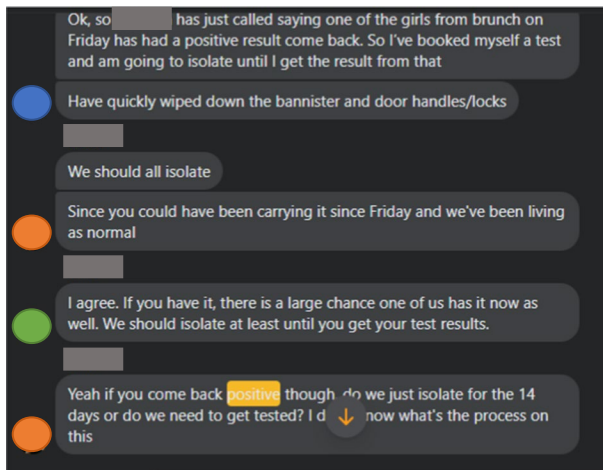 Ok, so has just called saying one of the girls from brunch on
Friday has had a positive result come back. So I've booked myself a test
and am going to isolate until I get the result from that
Have quickly wiped down the bannister and door handles/locks
We should all isolate
Since you could have been carrying it since Friday and we've been living
as normal
I agree. If you have it, there is a large chance one of us has it now as
well. We should isolate at least until you get your test results.
Yeah if you come back positive though, do we just isolate for the 14
days or do we need to get tested? I now what's the process on
this